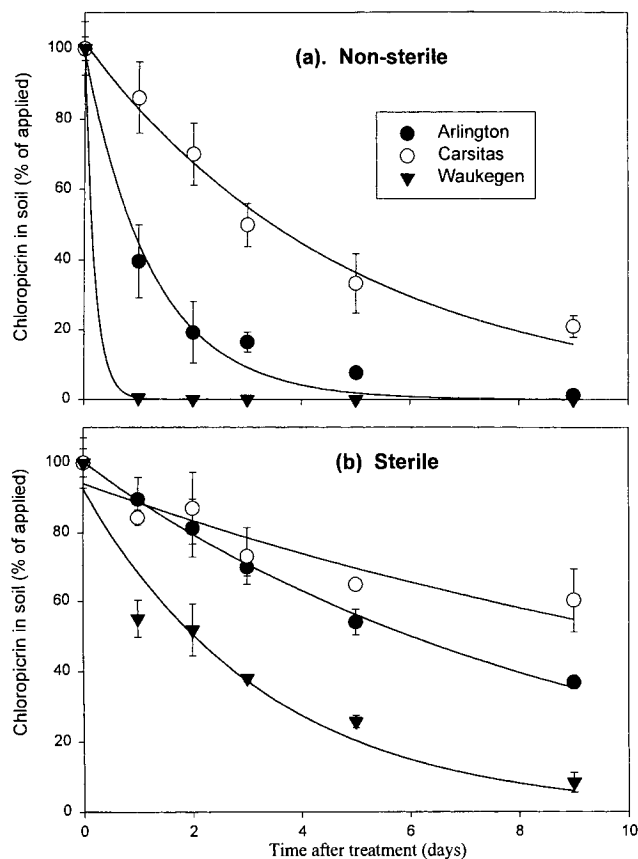 (a). Non-sterile
Chloropicrin in soil (% of applied)
100
80
60
40
20
0
Arlington
Carsitas
Waukegen
(b) Sterile
Chloropicrin in soil (% of applied)
100
80
60
40
20
0
0 2 4 6 8 10
Time after treatment (days)